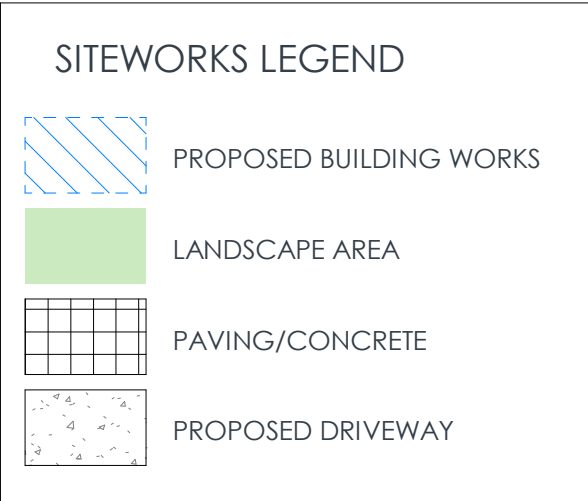 SITEWORKS LEGEND
PROPOSED BUILDING WORKS
LANDSCAPE AREA
PAVING/CONCRETE
PROPOSED DRIVEWAY